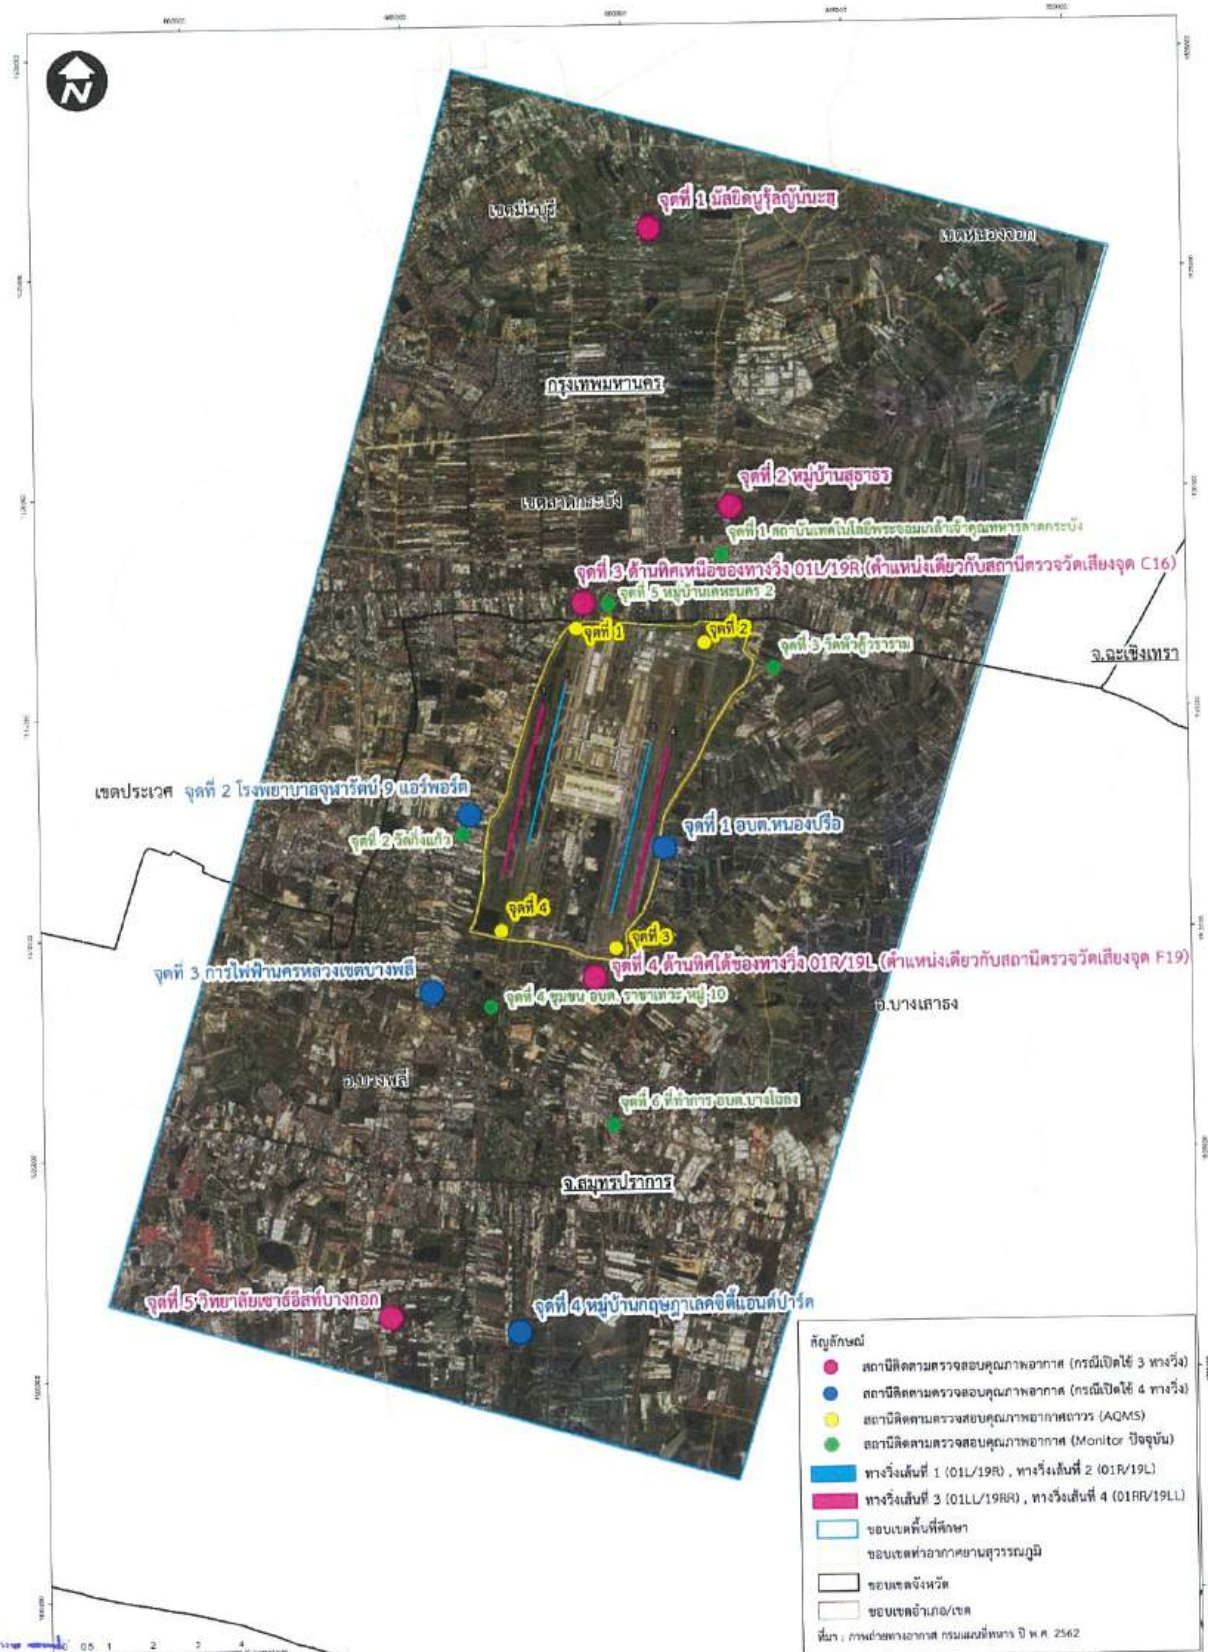 N
จุดที่ 1 มัสยิดนูรุ้ลญันนะฮฺ
เขตมีนบุรี
เขตหนองจอก
กรุงเทพมหานคร
จุดที่ 2 หมู่บ้านสุธาธร
เขตลาดกระบัง
จุดที่ 1 สถาบันเทคโนโลยีพระจอมเกล้าเจ้าคุณทหารลาดกระบัง
จุดที่ 3 ด้านทิศเหนือของทางวิ่ง 01L/19R (ตำแหน่งเดียวกับสถานีตรวจวัดเสียงจุด C16)
จุดที่ 5 หมู่บ้านเคหะนคร 2
จุดที่ 1
จุดที่ 2
จ.ฉะเชิงเทรา
จุดที่ 3 วัดหัวคู้วราราม
เขตประเวศ
จุดที่ 2 โรงพยาบาลจุฬารัตน์ 9 แอร์พอร์ต
จุดที่ 1 อบต.หนองปรือ
จุดที่ 2 วัดกิ่งแก้ว
จุดที่ 4
จุดที่ 3
จุดที่ 4 ด้านทิศใต้ของทางวิ่ง 01R/19L (ตำแหน่งเดียวกับสถานีตรวจวัดเสียงจุด F19)
จุดที่ 3 การไฟฟ้านครหลวงเขตบางพลี
จุดที่ 4 ชุมชน อบต. ราชาเทวะ หมู่ 10
อ.บางเสาธง
อ.บางพลี
จุดที่ 6 ที่ทำการ อบต.บางโฉลง
จ.สมุทรปราการ
จุดที่ 5 วิทยาลัยเซาธ์อีสท์บางกอก
จุดที่ 4 หมู่บ้านกฤษฎาเลคซิตี้แอนด์ปาร์ค
สัญลักษณ์
สถานีติดตามตรวจสอบคุณภาพอากาศ (กรณีเปิดใช้ 3 ทางวิ่ง)
สถานีติดตามตรวจสอบคุณภาพอากาศ (กรณีเปิดใช้ 4 ทางวิ่ง)
สถานีติดตามตรวจสอบคุณภาพอากาศถาวร (AQMS)
สถานีติดตามตรวจสอบคุณภาพอากาศ (Monitor ปัจจุบัน)
ทางวิ่งเส้นที่ 1 (01L/19R) , ทางวิ่งเส้นที่ 2 (01R/19L)
ทางวิ่งเส้นที่ 3 (01LL/19RR) , ทางวิ่งเส้นที่ 4 (01RR/19LL)
ขอบเขตพื้นที่ศึกษา
ขอบเขตท่าอากาศยานสุวรรณภูมิ
ขอบเขตจังหวัด
ขอบเขตอำเภอ/เขต
ที่มา : ภาพถ่ายทางอากาศ กรมแผนที่ทหาร ปี พ.ศ. 2562
0 0.5 1 2 3 4